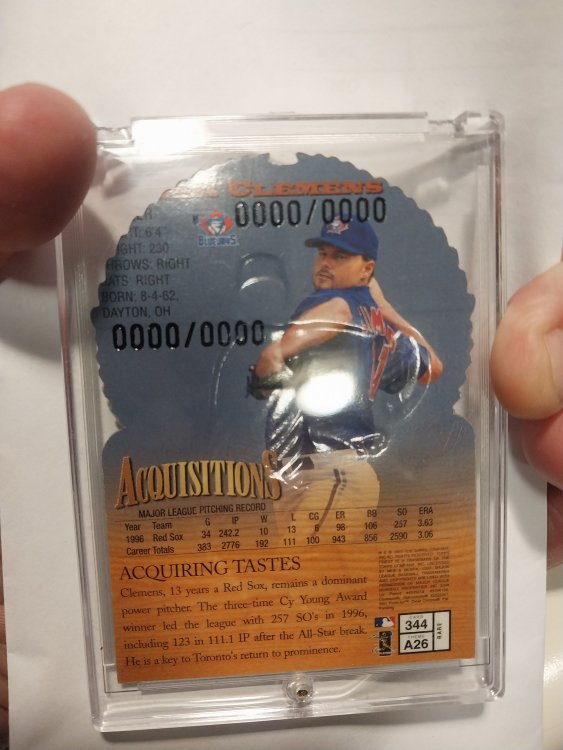 CLEMENS
0000/0000
BLUE JAYS
6'4
230
RIGHT
RIGHT
BORN: 8-4-62,
DAYTON, OH
0000/0000
ACQUISITIONS
MAJOR LEAGUE PITCHING RECORD
Year Team G IP W L CG ER BB SO ERA
1996 Red Sox 34 242.2 10 13 6 98 106 257 3.63
Career Totals 383 2776 192 111 100 943 856 2590 3.06
ACQUIRING TASTES
Clemens, 13 years a Red Sox, remains a dominant
power pitcher. The three-time Cy Young Award
winner led the league with 257 SO's in 1996,
including 123 in 111.1 IP after the All-Star break.
He is a key to Toronto's return to prominence.
CARD
344
THEME
A26
RARE